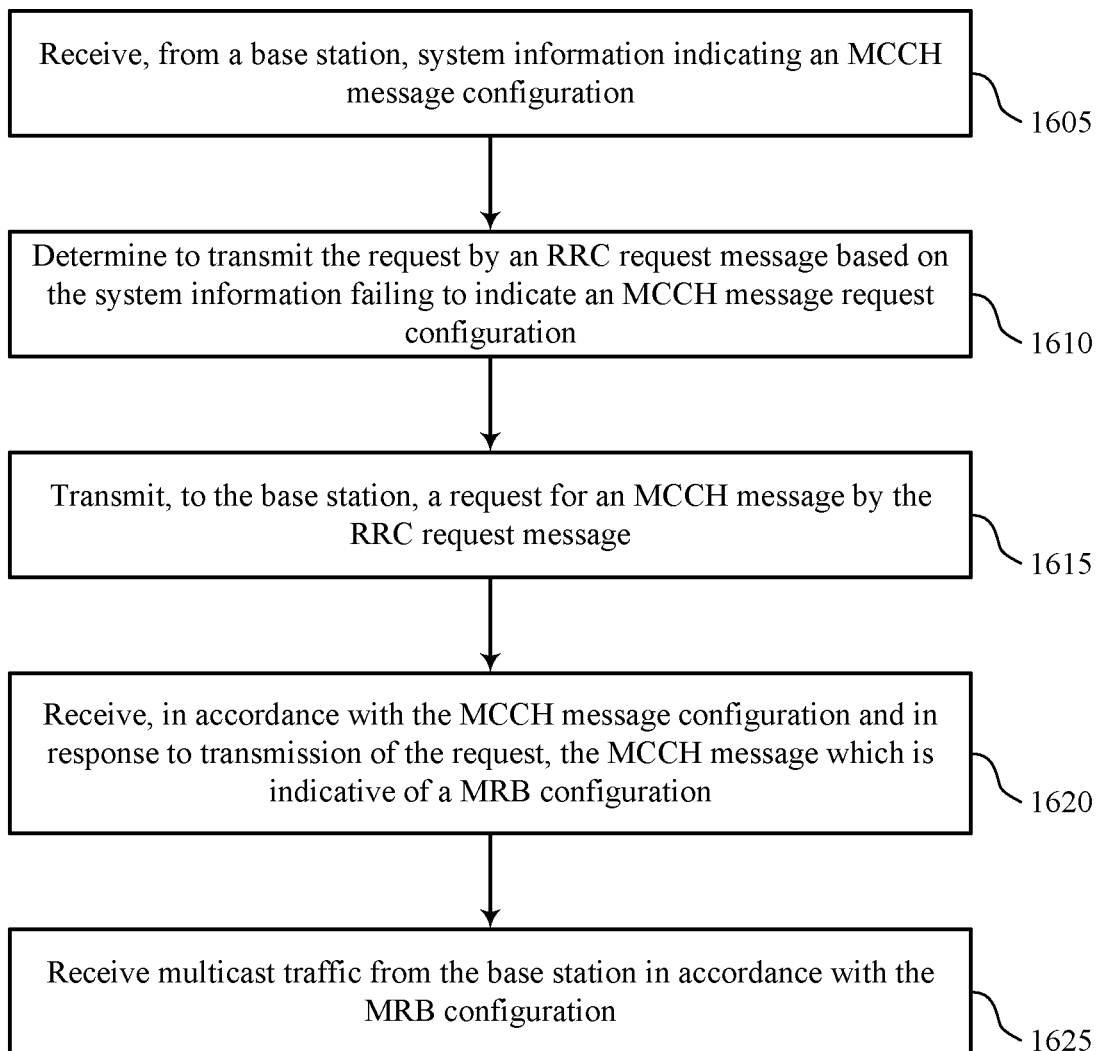 Receive, from a base station, system information indicating an MCCH
message configuration
1605
Determine to transmit the request by an RRC request message based on
the system information failing to indicate an MCCH message request
configuration
1610
Transmit, to the base station, a request for an MCCH message by the
RRC request message
1615
Receive, in accordance with the MCCH message configuration and in
response to transmission of the request, the MCCH message which is
indicative of a MRB configuration
1620
Receive multicast traffic from the base station in accordance with the
MRB configuration
1625